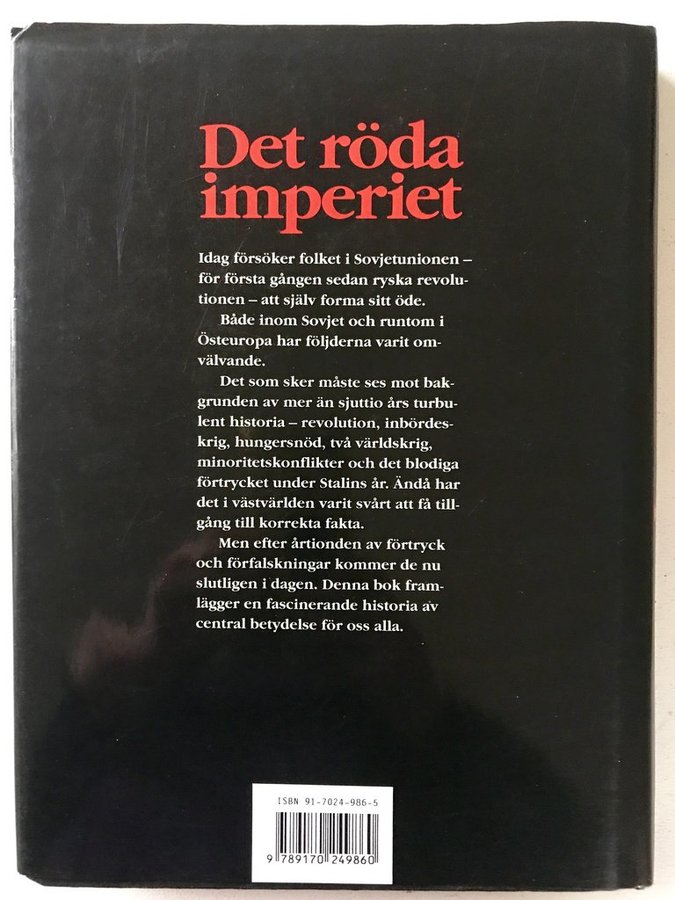 Det röda
imperiet
Idag försöker folket i Sovjetunionen –
för första gången sedan ryska revolu-
tionen – att själv forma sitt öde.
Både inom Sovjet och runtom i
Östeuropa har följderna varit om-
välvande.
Det som sker måste ses mot bak-
grunden av mer än sjuttio års turbu-
lent historia – revolution, inbördes-
krig, hungersnöd, två världskrig,
minoritetskonflikter och det blodiga
förtrycket under Stalins år. Ändå har
det i västvärlden varit svårt att få till-
gång till korrekta fakta.
Men efter årtionden av förtryck
och förfalskningar kommer de nu
slutligen i dagen. Denna bok fram-
lägger en fascinerande historia av
central betydelse för oss alla.
ISBN 91-7024-986-5
9 789170 249860